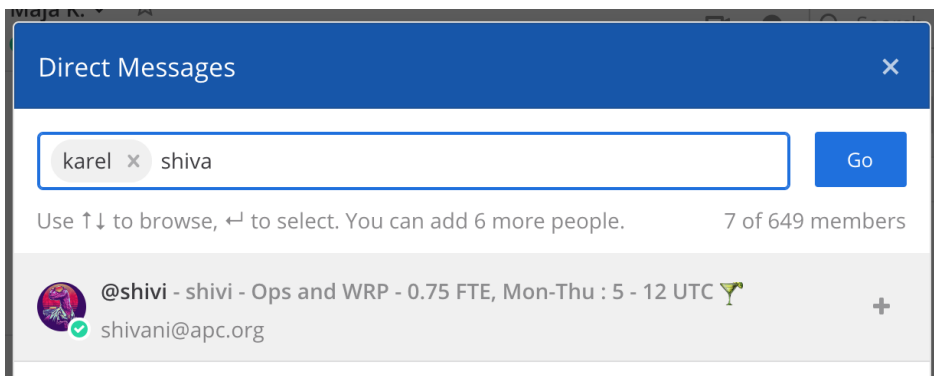 Maja K.
Direct Messages ×
karel × shiva Go
Use ↑↓ to browse, ↵ to select. You can add 6 more people. 7 of 649 members
@shivi - shivi - Ops and WRP - 0.75 FTE, Mon-Thu : 5 - 12 UTC 🍸
shivani@apc.org